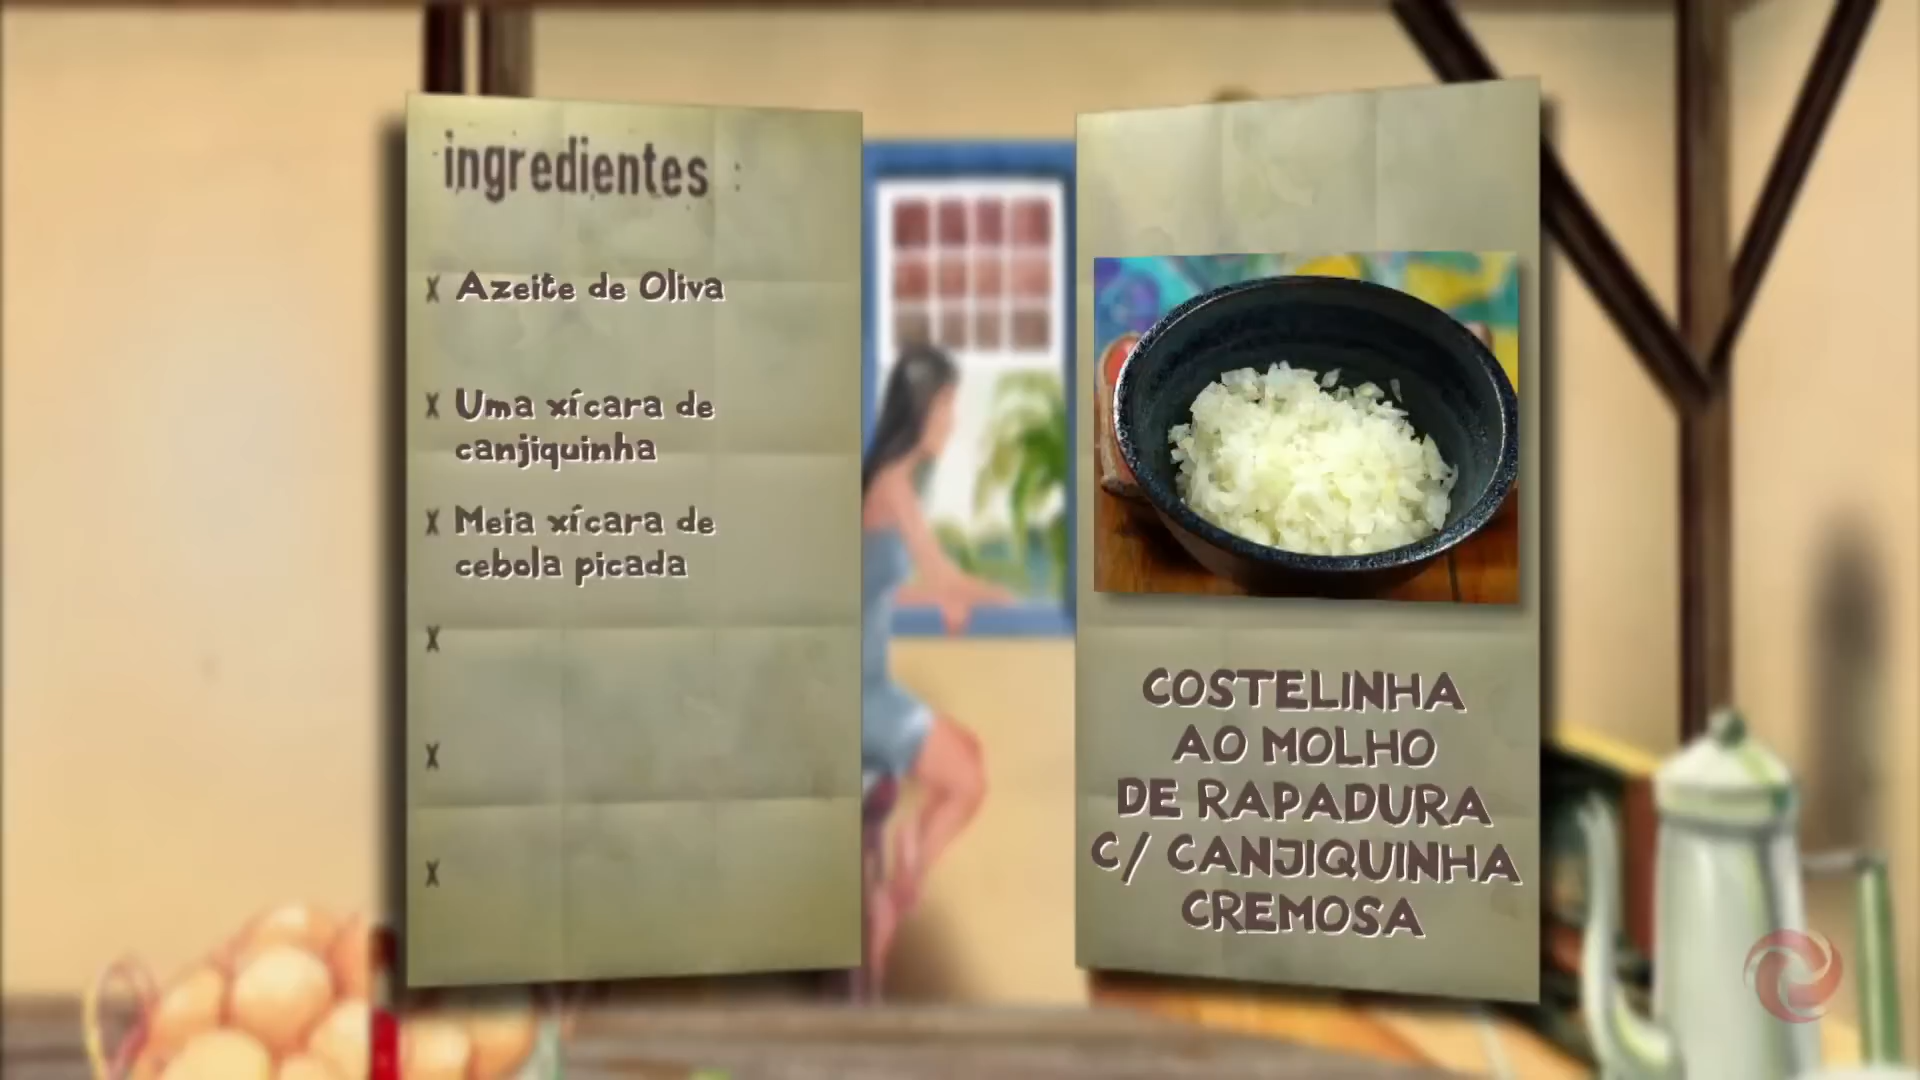 ingredientes :
x Azeite de Oliva
x Uma xícara de
canjiquinha
x Meia xícara de
cebola picada
x
x
x
COSTELINHA
AO MOLHO
DE RAPADURA
C/ CANJIQUINHA
CREMOSA